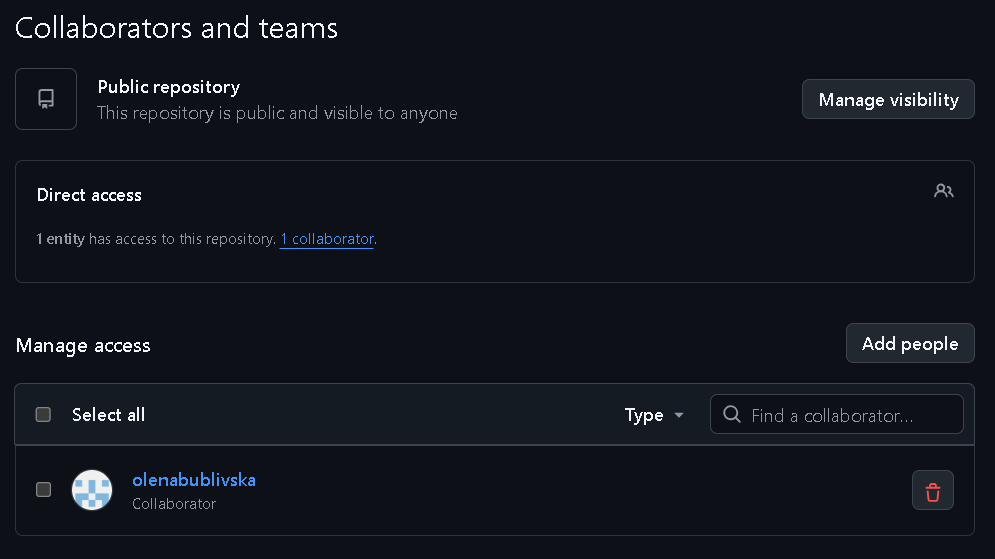 Collaborators and teams
Public repository
This repository is public and visible to anyone
Manage visibility
Direct access
1 entity has access to this repository. 1 collaborator.
Manage access
Add people
Select all
Type
Find a collaborator...
olenabublivska
Collaborator